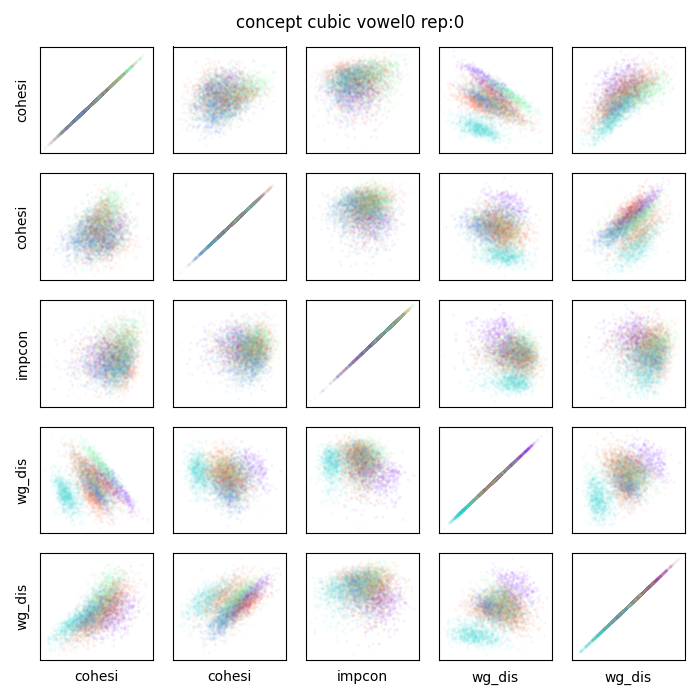 concept cubic vowel0 rep:0
cohesi
cohesi
impcon
wg_dis
wg_dis
cohesi cohesi impcon wg_dis wg_dis